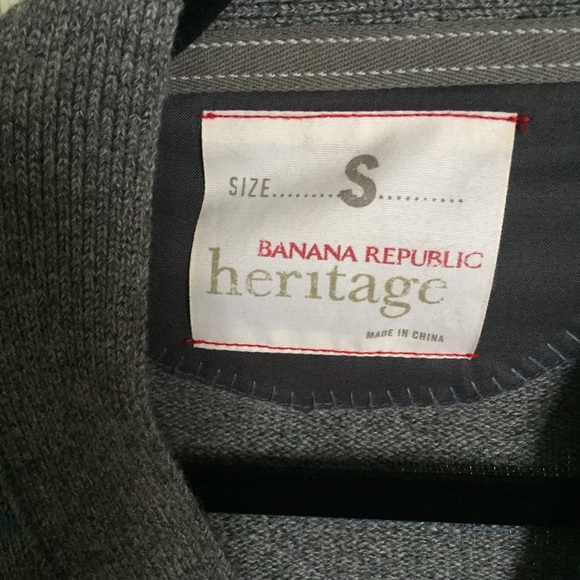 SIZE........S..........
BANANA REPUBLIC
heritage
MADE IN CHINA